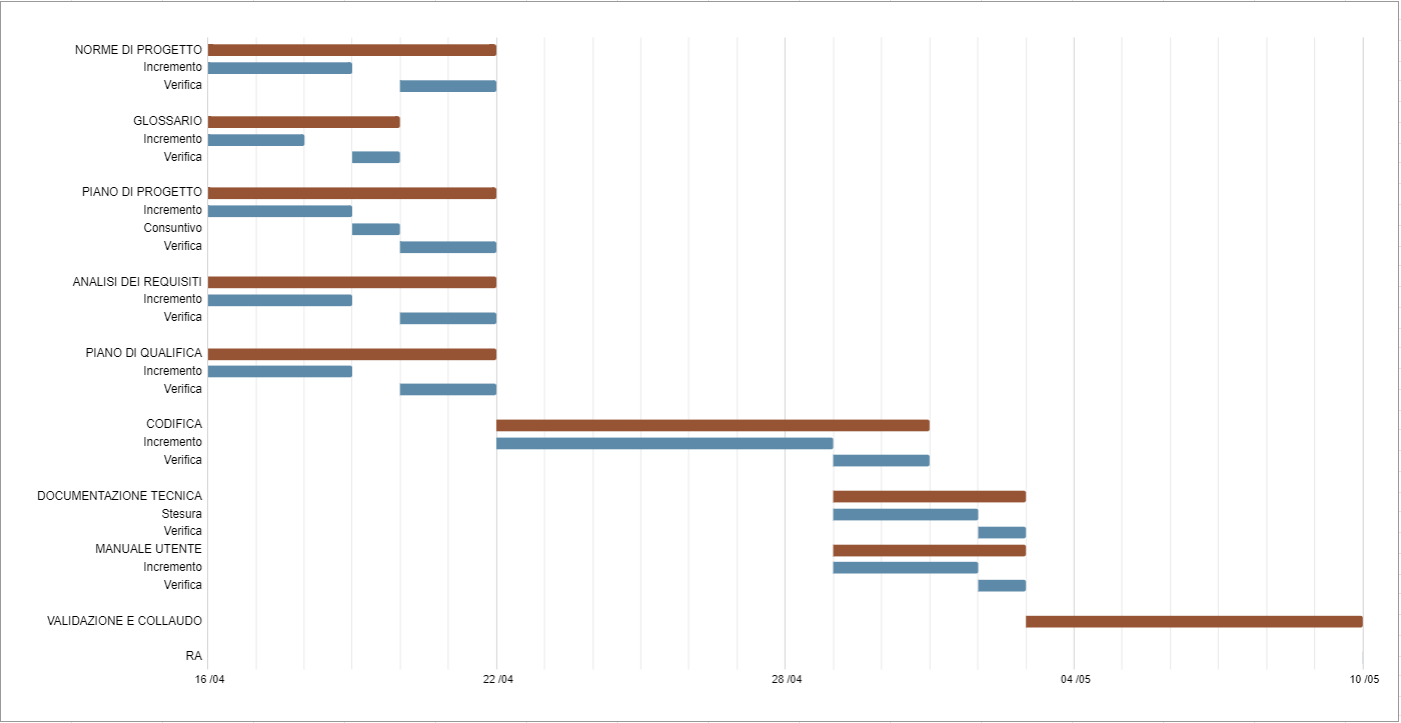 NORME DI PROGETTO
Incremento
Verifica
GLOSSARIO
Incremento
Verifica
PIANO DI PROGETTO
Incremento
Consuntivo
Verifica
ANALISI DEI REQUISITI
Incremento
Verifica
PIANO DI QUALIFICA
Incremento
Verifica
CODIFICA
Incremento
Verifica
DOCUMENTAZIONE TECNICA
Stesura
Verifica
MANUALE UTENTE
Incremento
Verifica
VALIDAZIONE E COLLAUDO
RA
16 /04 22 /04 28 /04 04 /05 10 /05